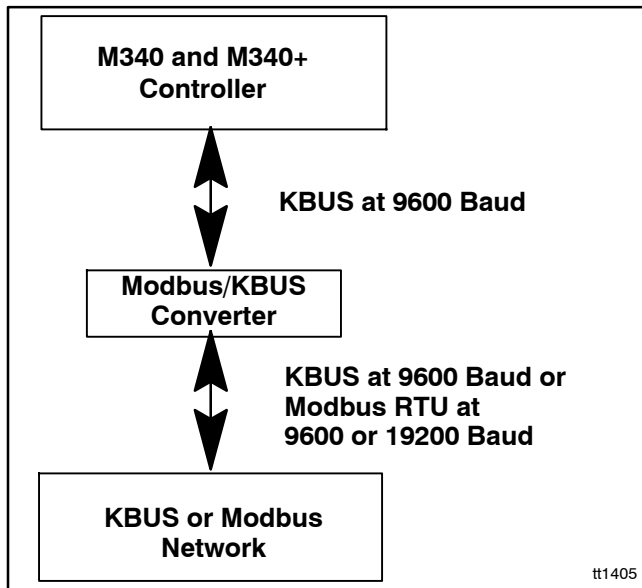 M340 and M340+
Controller
KBUS at 9600 Baud
Modbus/KBUS
Converter
KBUS at 9600 Baud or
Modbus RTU at
9600 or 19200 Baud
KBUS or Modbus
Network
tt1405